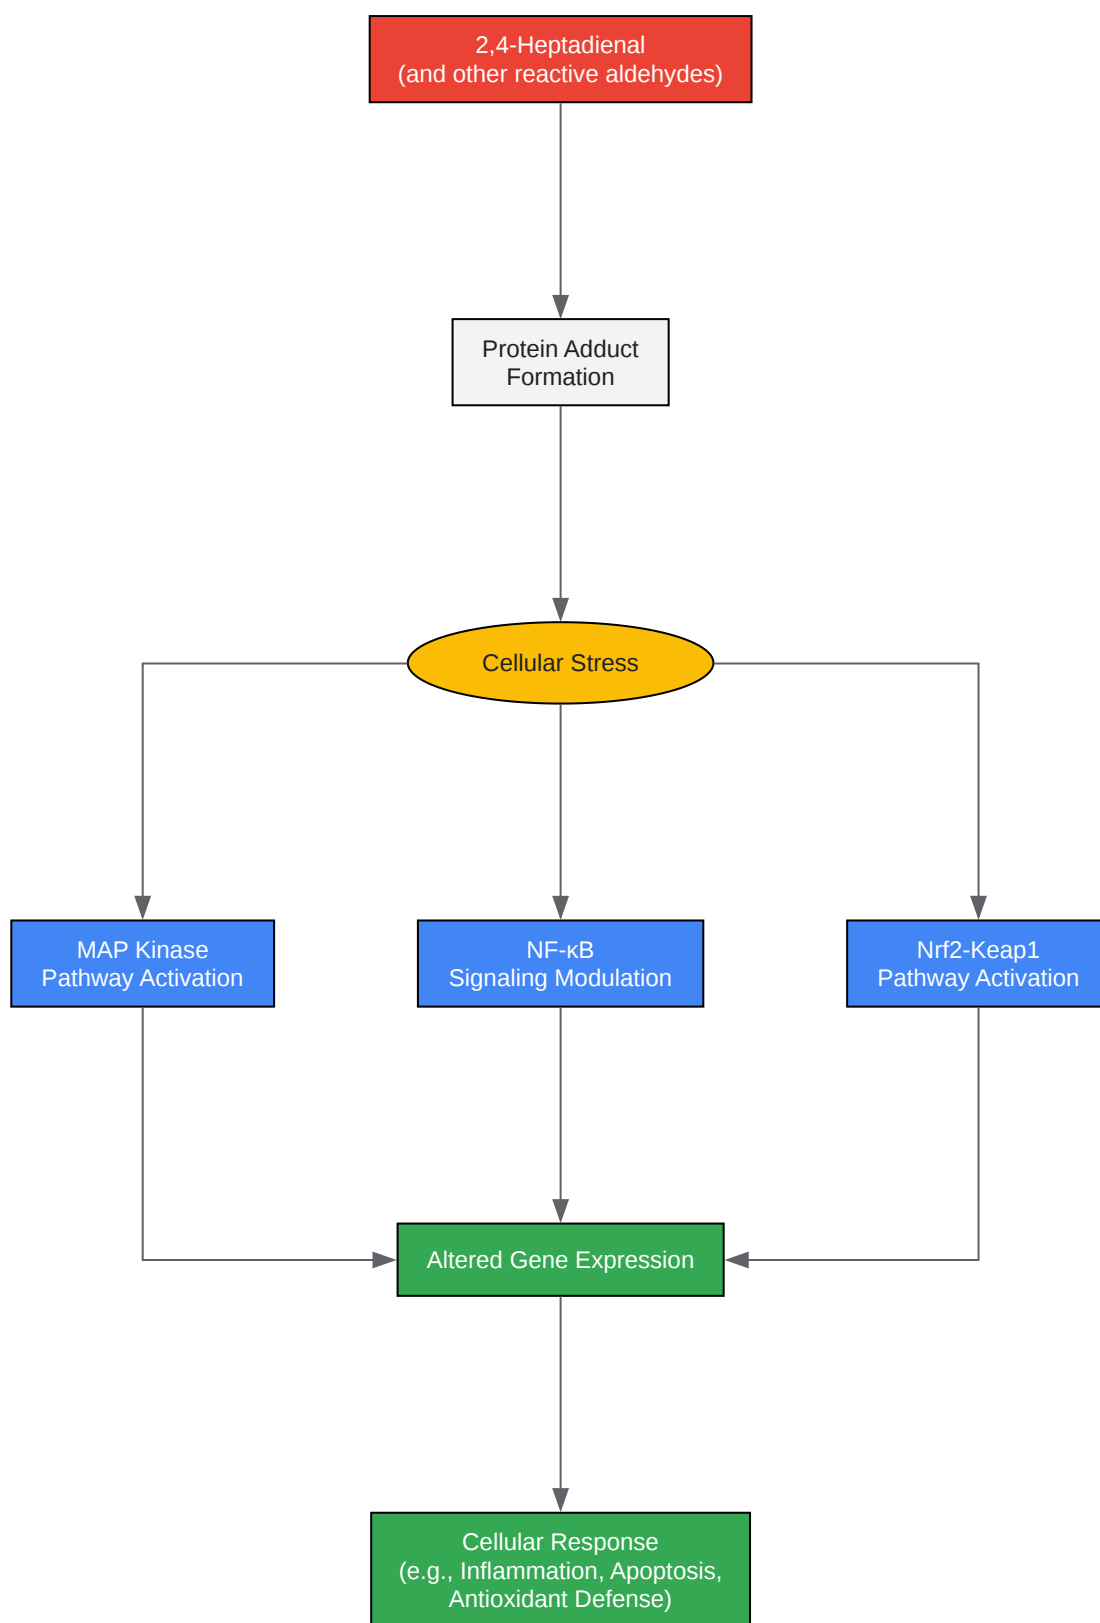 2,4-Heptadienal
(and other reactive aldehydes)
Protein Adduct
Formation
Cellular Stress
MAP Kinase
Pathway Activation
NF-κB
Signaling Modulation
Nrf2-Keap1
Pathway Activation
Altered Gene Expression
Cellular Response
(e.g., Inflammation, Apoptosis,
Antioxidant Defense)